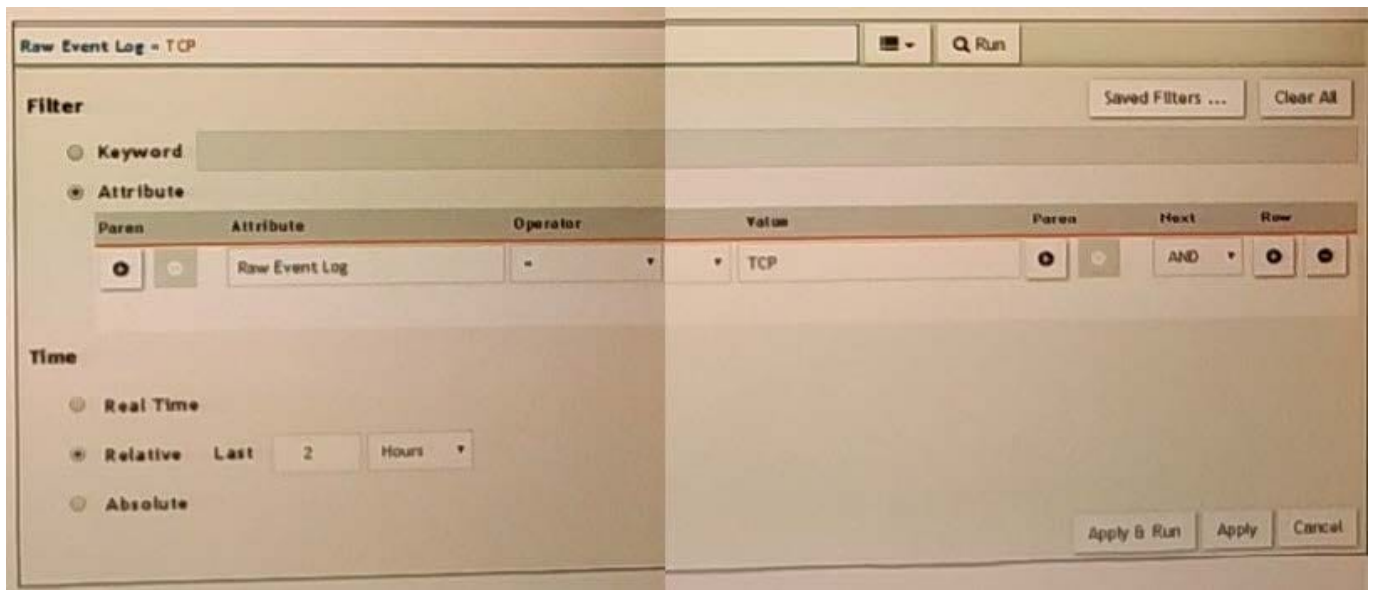 Raw Event Log = TCP
Run
Saved Filters ...
Clear All
Filter
Keyword
Attribute
Paren Attribute Operator Value Paren Next Row
Raw Event Log = TCP AND
Time
Real Time
Relative Last 2 Hours
Absolute
Apply & Run Apply Cancel